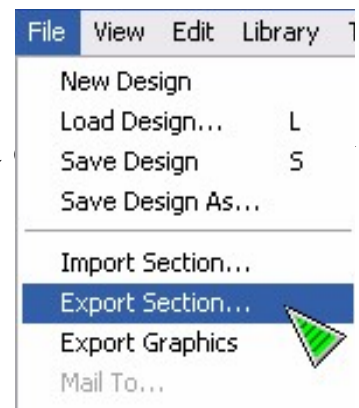 File View Edit Library
New Design
Load Design... L
Save Design S
Save Design As...
Import Section...
Export Section...
Export Graphics
Mail To...